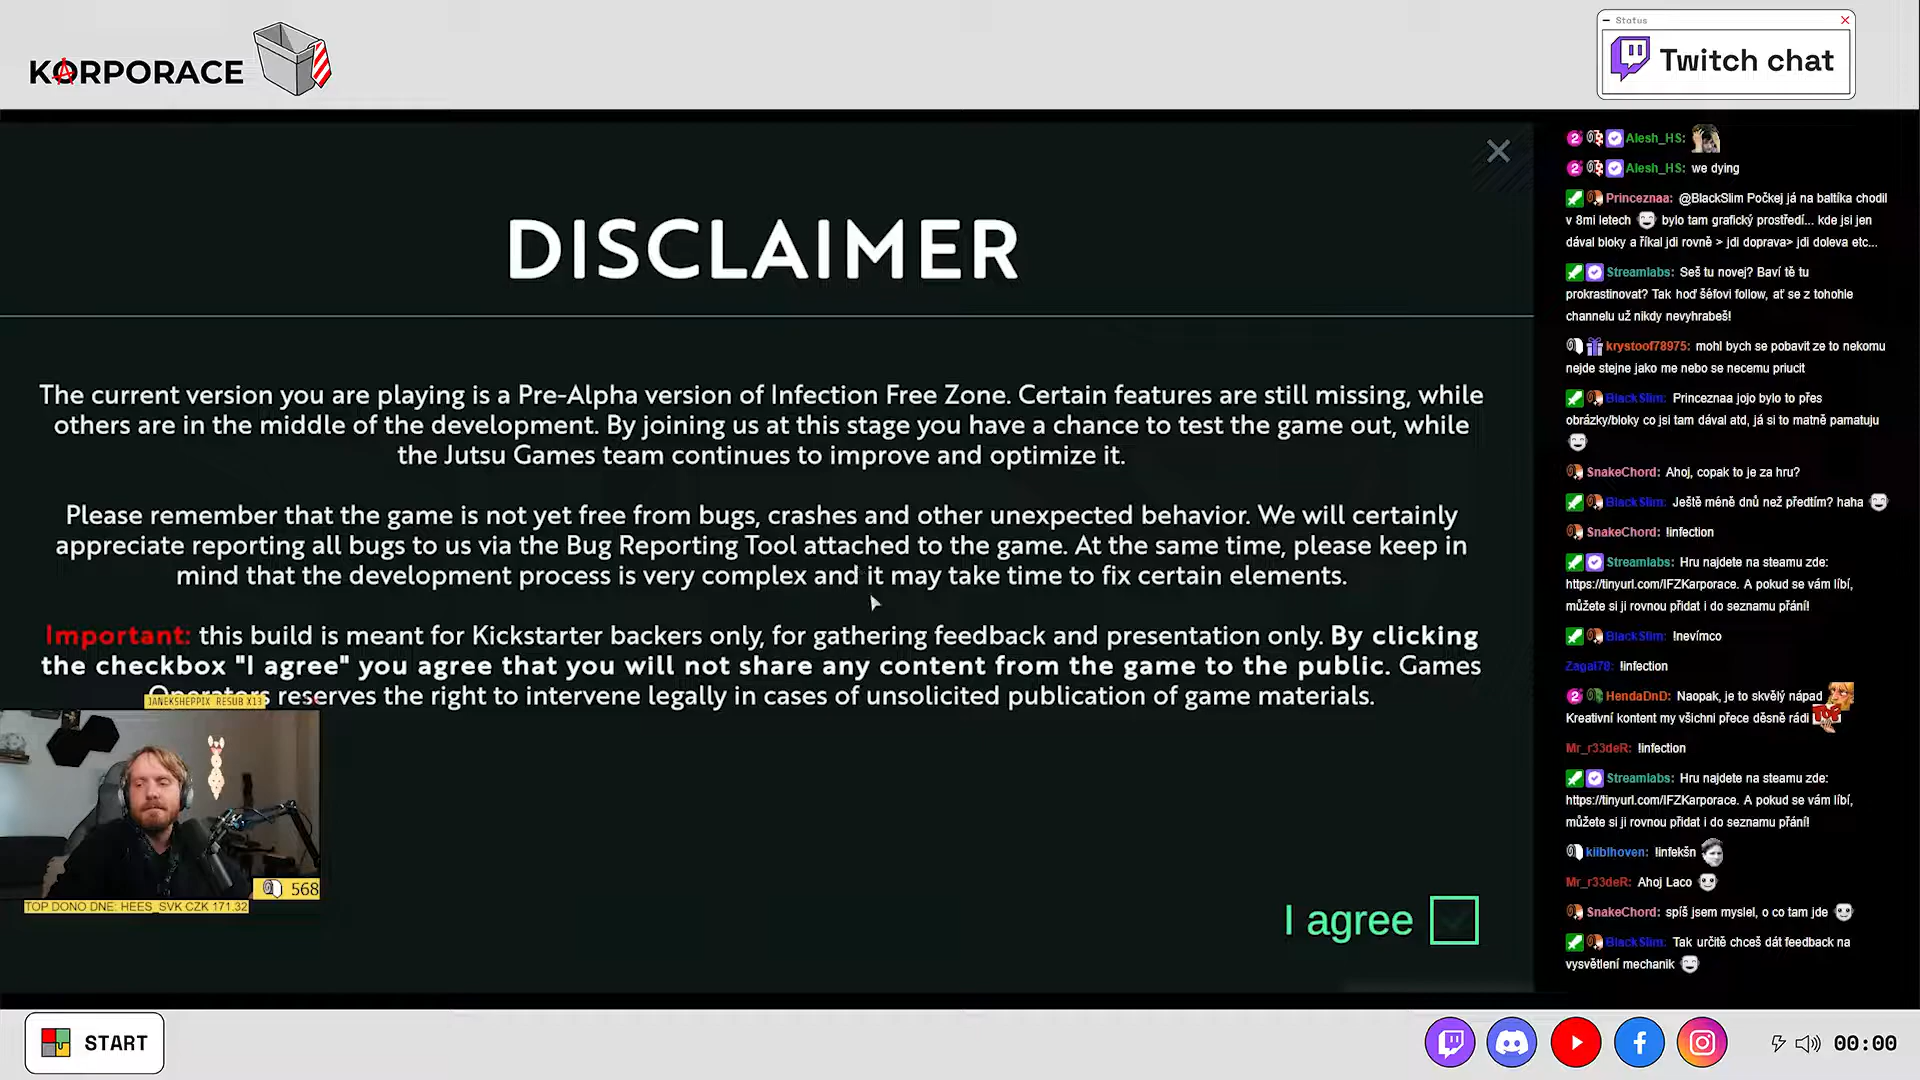 KORPORACE
Status
Twitch chat
DISCLAIMER
The current version you are playing is a Pre-Alpha version of Infection Free Zone. Certain features are still missing, while
others are in the middle of the development. By joining us at this stage you have a chance to test the game out, while
the Jutsu Games team continues to improve and optimize it.
Please remember that the game is not yet free from bugs, crashes and other unexpected behavior. We will certainly
appreciate reporting all bugs to us via the Bug Reporting Tool attached to the game. At the same time, please keep in
mind that the development process is very complex and it may take time to fix certain elements.
Important: this build is meant for Kickstarter backers only, for gathering feedback and presentation only. By clicking
the checkbox "I agree" you agree that you will not share any content from the game to the public. Games
Operators reserves the right to intervene legally in cases of unsolicited publication of game materials.
JANEKSHEPPIX RESUB X13
568
TOP DONO DNE: HEES_SVK CZK 171.32
I agree
Alesh_HS:
Alesh_HS: we dying
Princeznaa: @BlackSlim Počkej já na baltíka chodil
v 8mi letech bylo tam grafický prostředí... kde jsi jen
dával bloky a říkal jdi rovně > jdi doprava> jdi doleva etc...
Streamlabs: Seš tu novej? Baví tě tu
prokrastinovat? Tak hoď šéfovi follow, ať se z tohohle
channelu už nikdy nevyhrabeš!
krystoof78975: mohl bych se pobavit ze to nekomu
nejde stejne jako me nebo se necemu priucit
BlackSlim: Princeznaa jojo bylo to přes
obrázky/bloky co jsi tam dával atd, já si to matně pamatuju
SnakeChord: Ahoj, copak to je za hru?
BlackSlim: Ještě méně dnů než předtím? haha
SnakeChord: !infection
Streamlabs: Hru najdete na steamu zde:
https://tinyurl.com/IFZKarporace. A pokud se vám líbí,
můžete si ji rovnou přidat i do seznamu přání!
BlackSlim: !nevímco
Zagal78: !infection
HendaDnD: Naopak, je to skvělý nápad
Kreativní kontent my všichni přece děsně rádi
Mr_r33deR: !infection
Streamlabs: Hru najdete na steamu zde:
https://tinyurl.com/IFZKarporace. A pokud se vám líbí,
můžete si ji rovnou přidat i do seznamu přání!
kiiblhoven: !infekšn
Mr_r33deR: Ahoj Laco
SnakeChord: spíš jsem myslel, o co tam jde
BlackSlim: Tak určitě chceš dát feedback na
vysvětlení mechanik
START
00:00